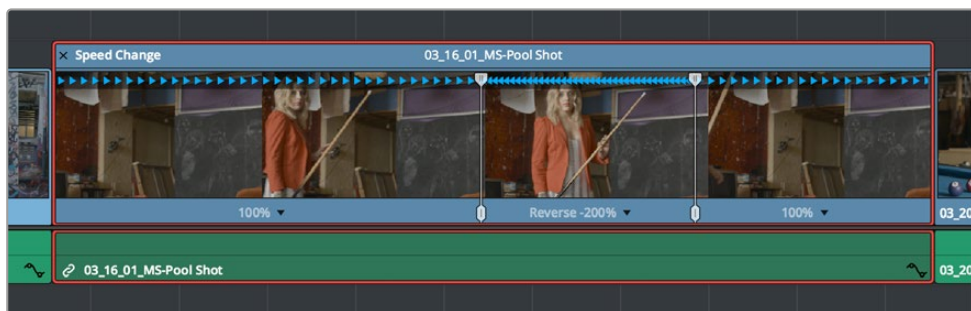 Speed Change
03_16_01_MS-Pool Shot
100%
Reverse -200%
100%
03_20
03_16_01_MS-Pool Shot
03_20